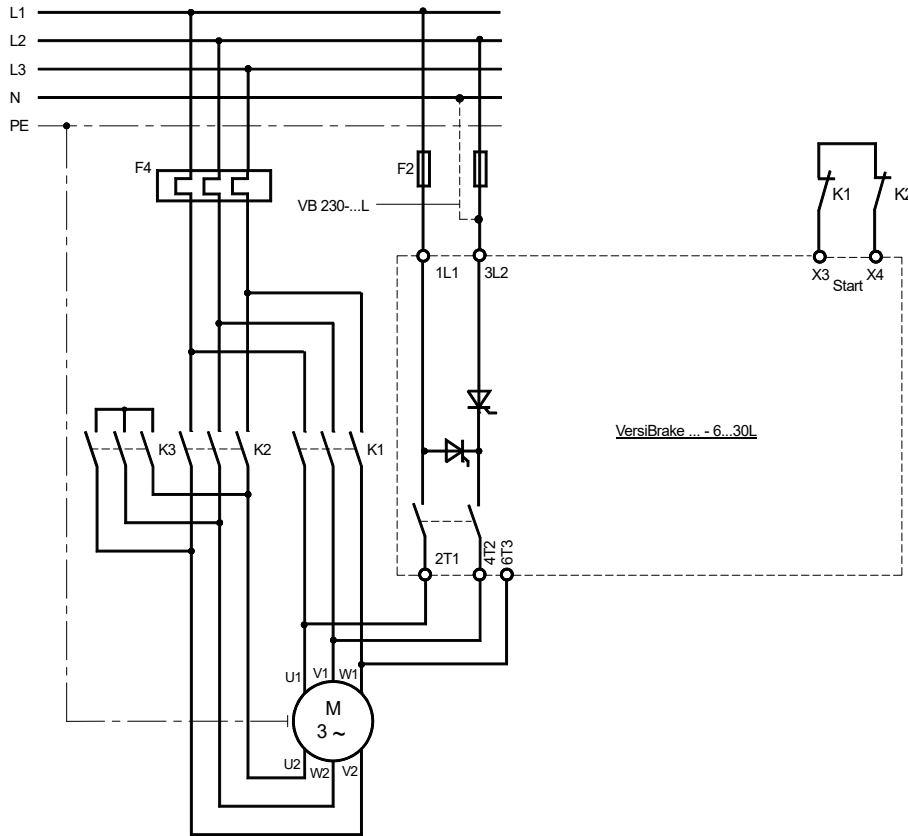 L1
L2
L3
N
PE
F4
F2
VB 230-...L
K1
K2
1L1
3L2
X3
X4
Start
K3
K2
K1
VersiBrake ... - 6...30L
2T1
4T2
6T3
U1
V1
W1
M
3 ~
U2
W2
V2